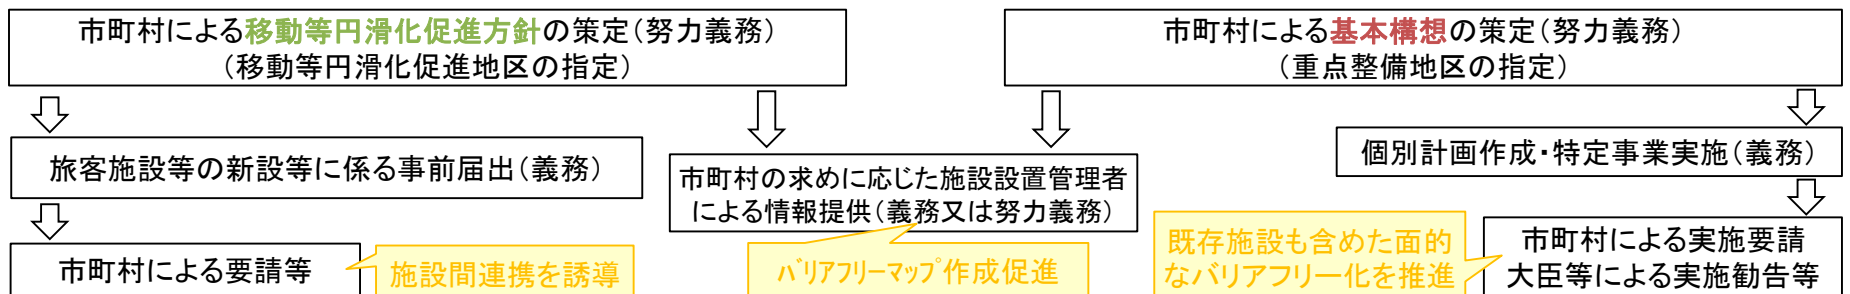 市町村による移動等円滑化促進方針の策定（努力義務）
（移動等円滑化促進地区の指定）
市町村による基本構想の策定（努力義務）
（重点整備地区の指定）
旅客施設等の新設等に係る事前届出（義務）
市町村の求めに応じた施設設置管理者
による情報提供（義務又は努力義務）
個別計画作成・特定事業実施（義務）
市町村による要請等
施設間連携を誘導
ﾊﾞﾘｱﾌﾘｰﾏｯﾌﾟ作成促進
既存施設も含めた面的
なバリアフリー化を推進
市町村による実施要請
大臣等による実施勧告等